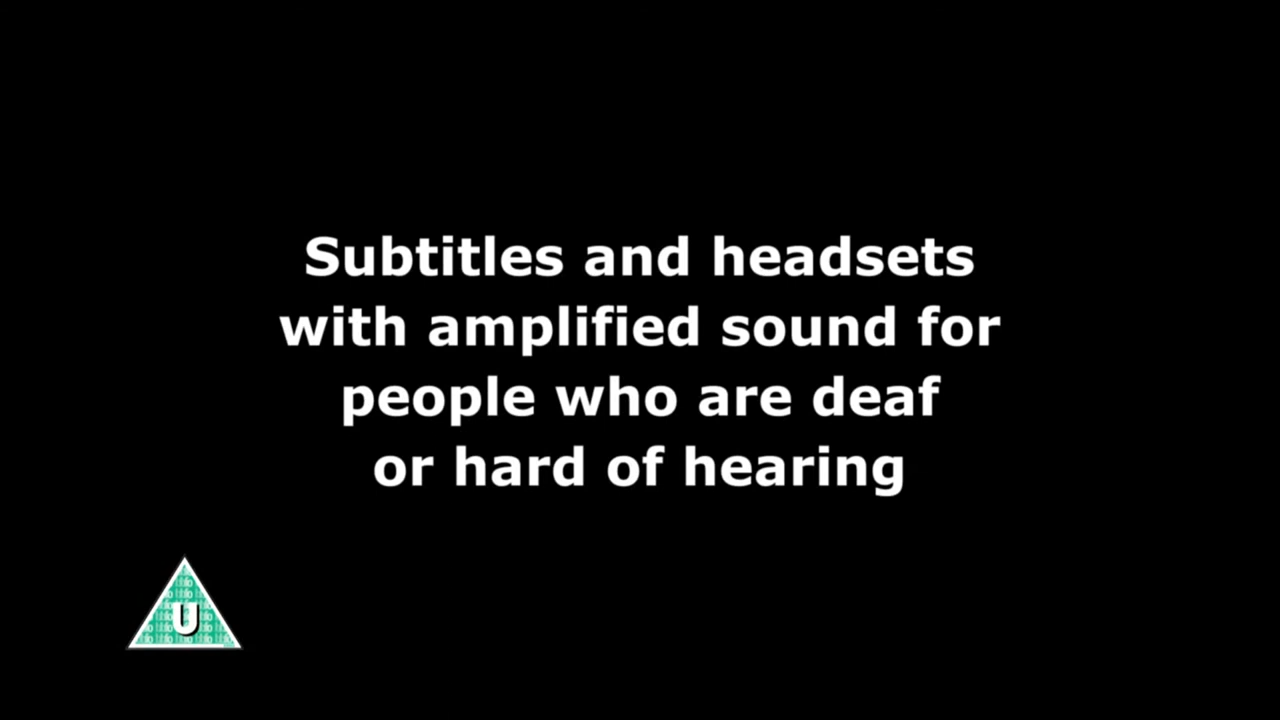 Subtitles and headsets
with amplified sound for
people who are deaf
or hard of hearing
U